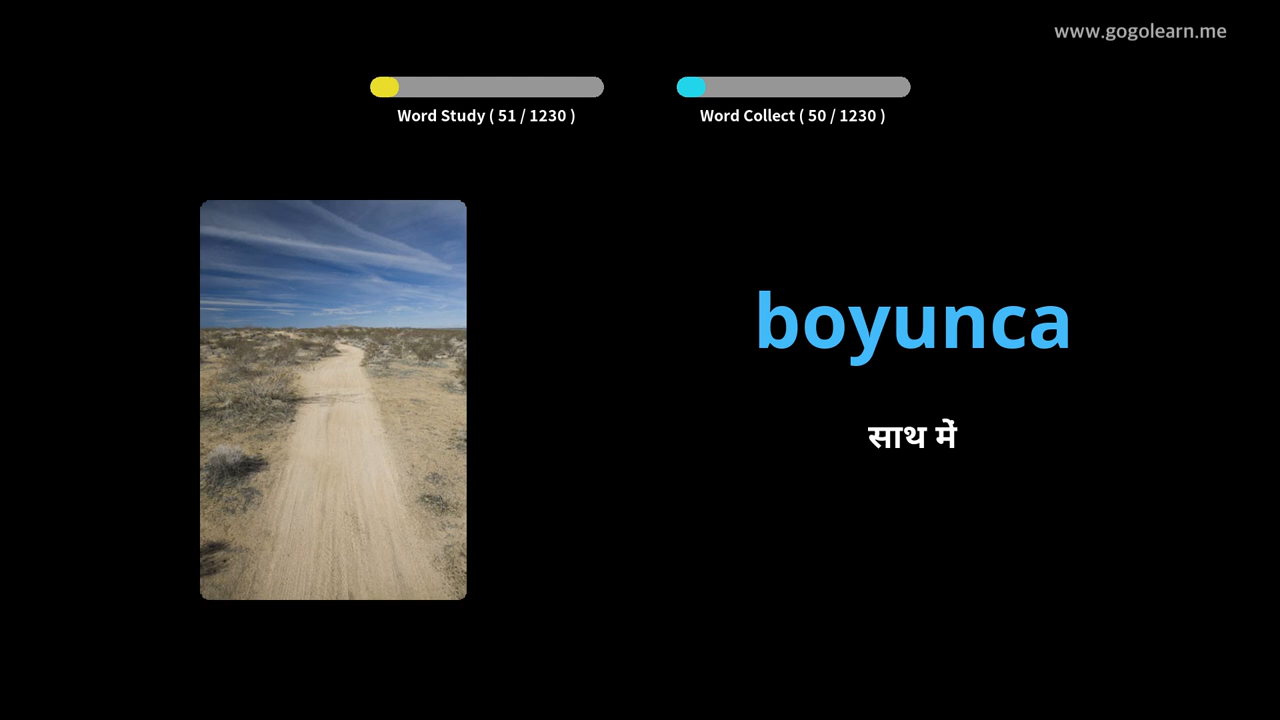 www.gogolearn.me
Word Study ( 51 / 1230 )
Word Collect ( 50 / 1230 )
boyunca
साथ में